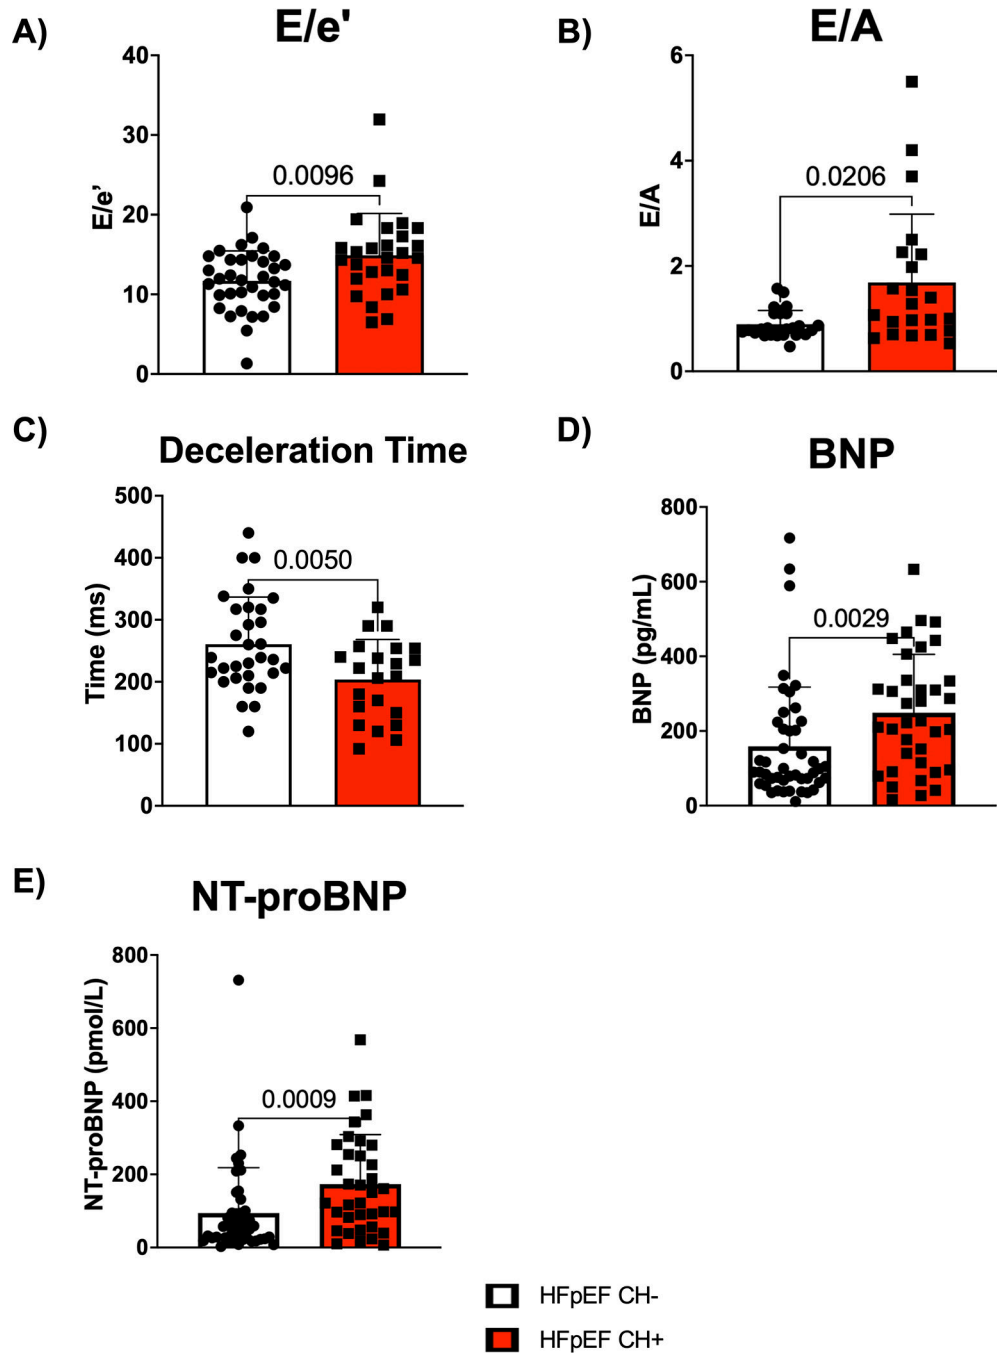 A)
E/e'
40
30
20
10
0
E/e'
0.0096
B)
E/A
6
4
2
0
E/A
0.0206
C)
Deceleration Time
500
400
300
200
100
0
Time (ms)
0.0050
D)
BNP
800
600
400
200
0
BNP (pg/mL)
0.0029
E)
NT-proBNP
800
600
400
200
0
NT-proBNP (pmol/L)
0.0009
HFpEF CH-
HFpEF CH+